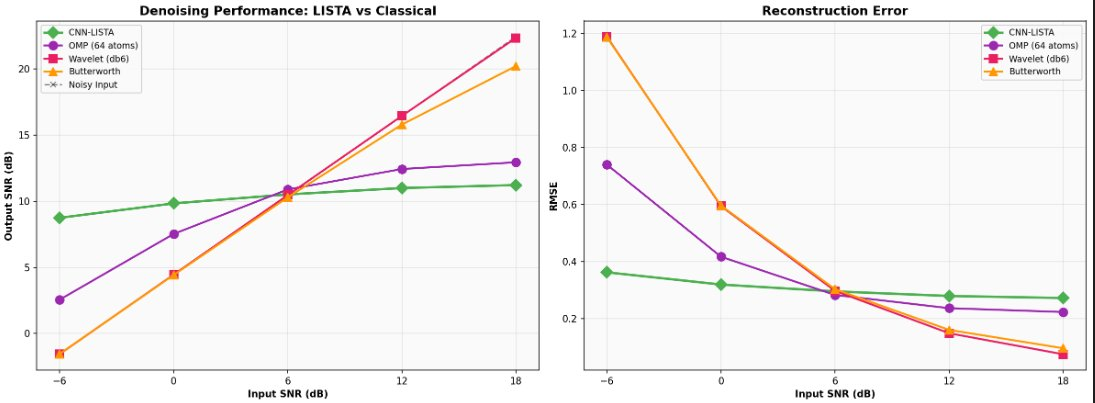 Denoising Performance: LISTA vs Classical
CNN-LISTA
OMP (64 atoms)
Wavelet (db6)
Butterworth
Noisy Input
Output SNR (dB)
20
15
10
5
0
−6
0
6
12
18
Input SNR (dB)
Reconstruction Error
CNN-LISTA
OMP (64 atoms)
Wavelet (db6)
Butterworth
RMSE
1.2
1.0
0.8
0.6
0.4
0.2
−6
0
6
12
18
Input SNR (dB)